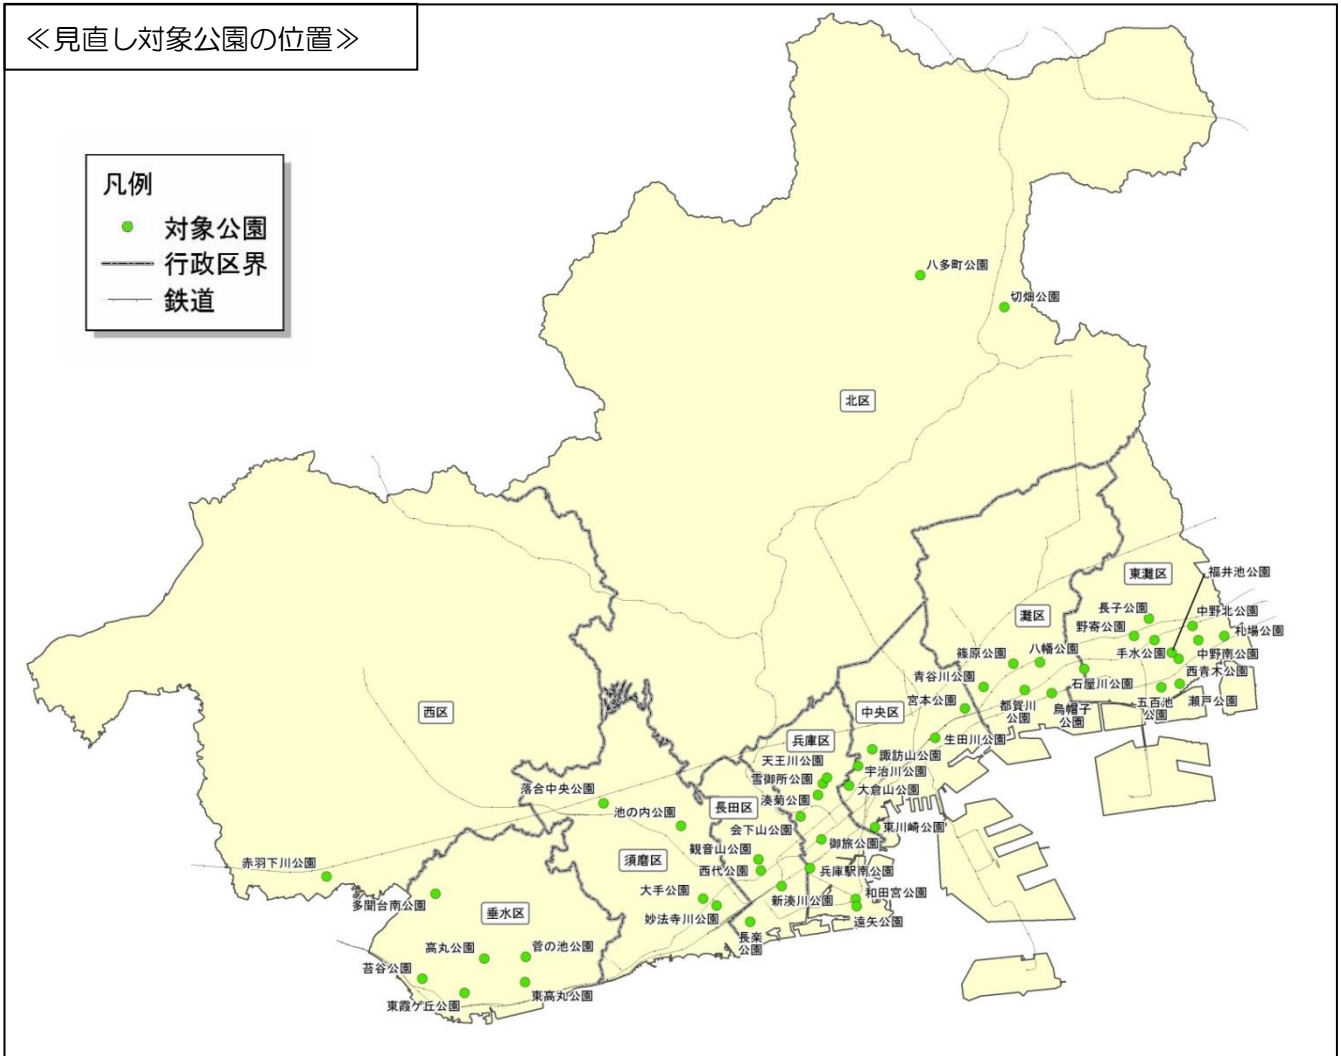 ≪見直し対象公園の位置≫
凡例
対象公園
行政区界
鉄道
八多町公園
切畑公園
北区
東灘区
福井池公園
長子公園
中野北公園
野寄公園
札場公園
灘区
手水公園
中野南公園
篠原公園
八幡公園
西青木公園
青谷川公園
石屋川公園
宮本公園
都賀川
公園
烏帽子
公園
五百池
公園
瀬戸公園
西区
中央区
兵庫区
生田川公園
天王川公園
諏訪山公園
雪御所公園
宇治川公園
落合中央公園
湊菊公園
大倉山公園
池の内公園
長田区
会下山公園
東川崎公園
観音山公園
御旅公園
須磨区
西代公園
兵庫駅南公園
赤羽下川公園
大手公園
新湊川公園
和田宮公園
多聞台南公園
垂水区
妙法寺川公園
遠矢公園
長楽
公園
高丸公園
菅の池公園
苔谷公園
東霞ケ丘公園
東高丸公園